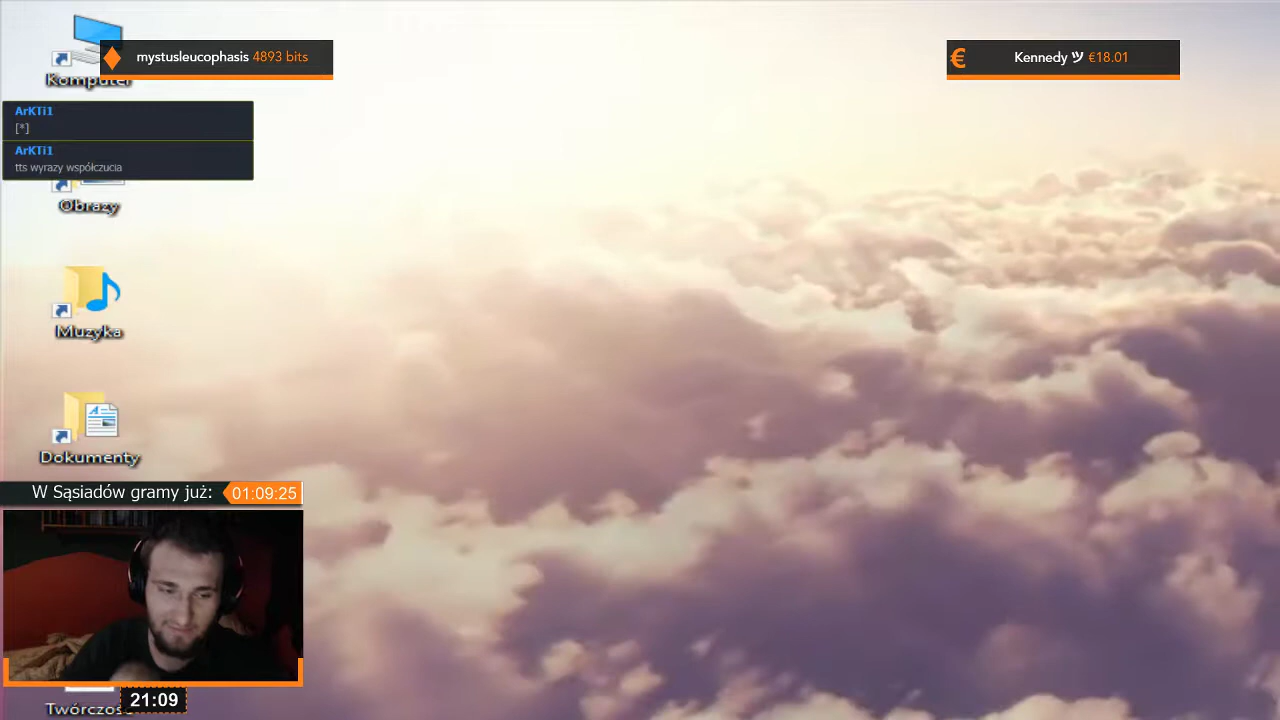 mystusleucophasis 4893 bits
Kennedy €18.01
Komputer
ArKTi1
[*]
ArKTi1
tts wyrazy współczucia
Obrazy
Muzyka
Dokumenty
W Sąsiadów gramy już: 01:09:25
21:09